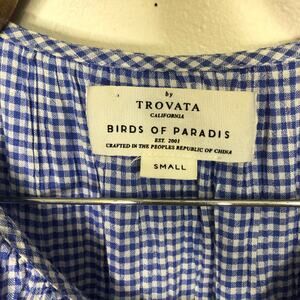 by
TROVATA
CALIFORNIA
BIRDS OF PARADIS
EST. 2001
CRAFTED IN THE PEOPLES REPUBLIC OF CHINA
SMALL